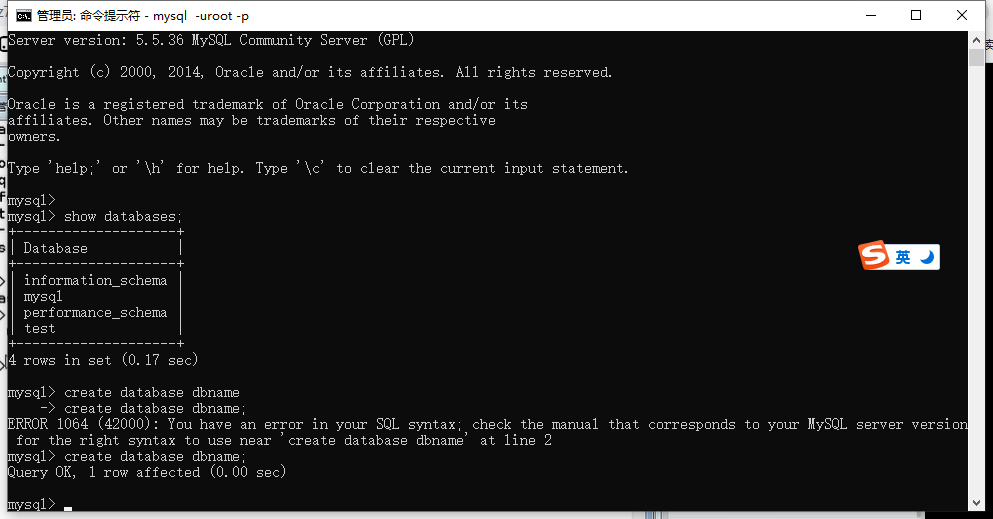 管理员: 命令提示符 - mysql  -uroot -p
Server version: 5.5.36 MySQL Community Server (GPL)
Copyright (c) 2000, 2014, Oracle and/or its affiliates. All rights reserved.
Oracle is a registered trademark of Oracle Corporation and/or its
affiliates. Other names may be trademarks of their respective
owners.
Type 'help;' or '\h' for help. Type '\c' to clear the current input statement.
mysql>
mysql> show databases;
+--------------------+
| Database           |
+--------------------+
| information_schema |
| mysql              |
| performance_schema |
| test               |
+--------------------+
4 rows in set (0.17 sec)
英
mysql> create database dbname
    -> create database dbname;
ERROR 1064 (42000): You have an error in your SQL syntax; check the manual that corresponds to your MySQL server version
 for the right syntax to use near 'create database dbname' at line 2
mysql> create database dbname;
Query OK, 1 row affected (0.00 sec)
mysql>